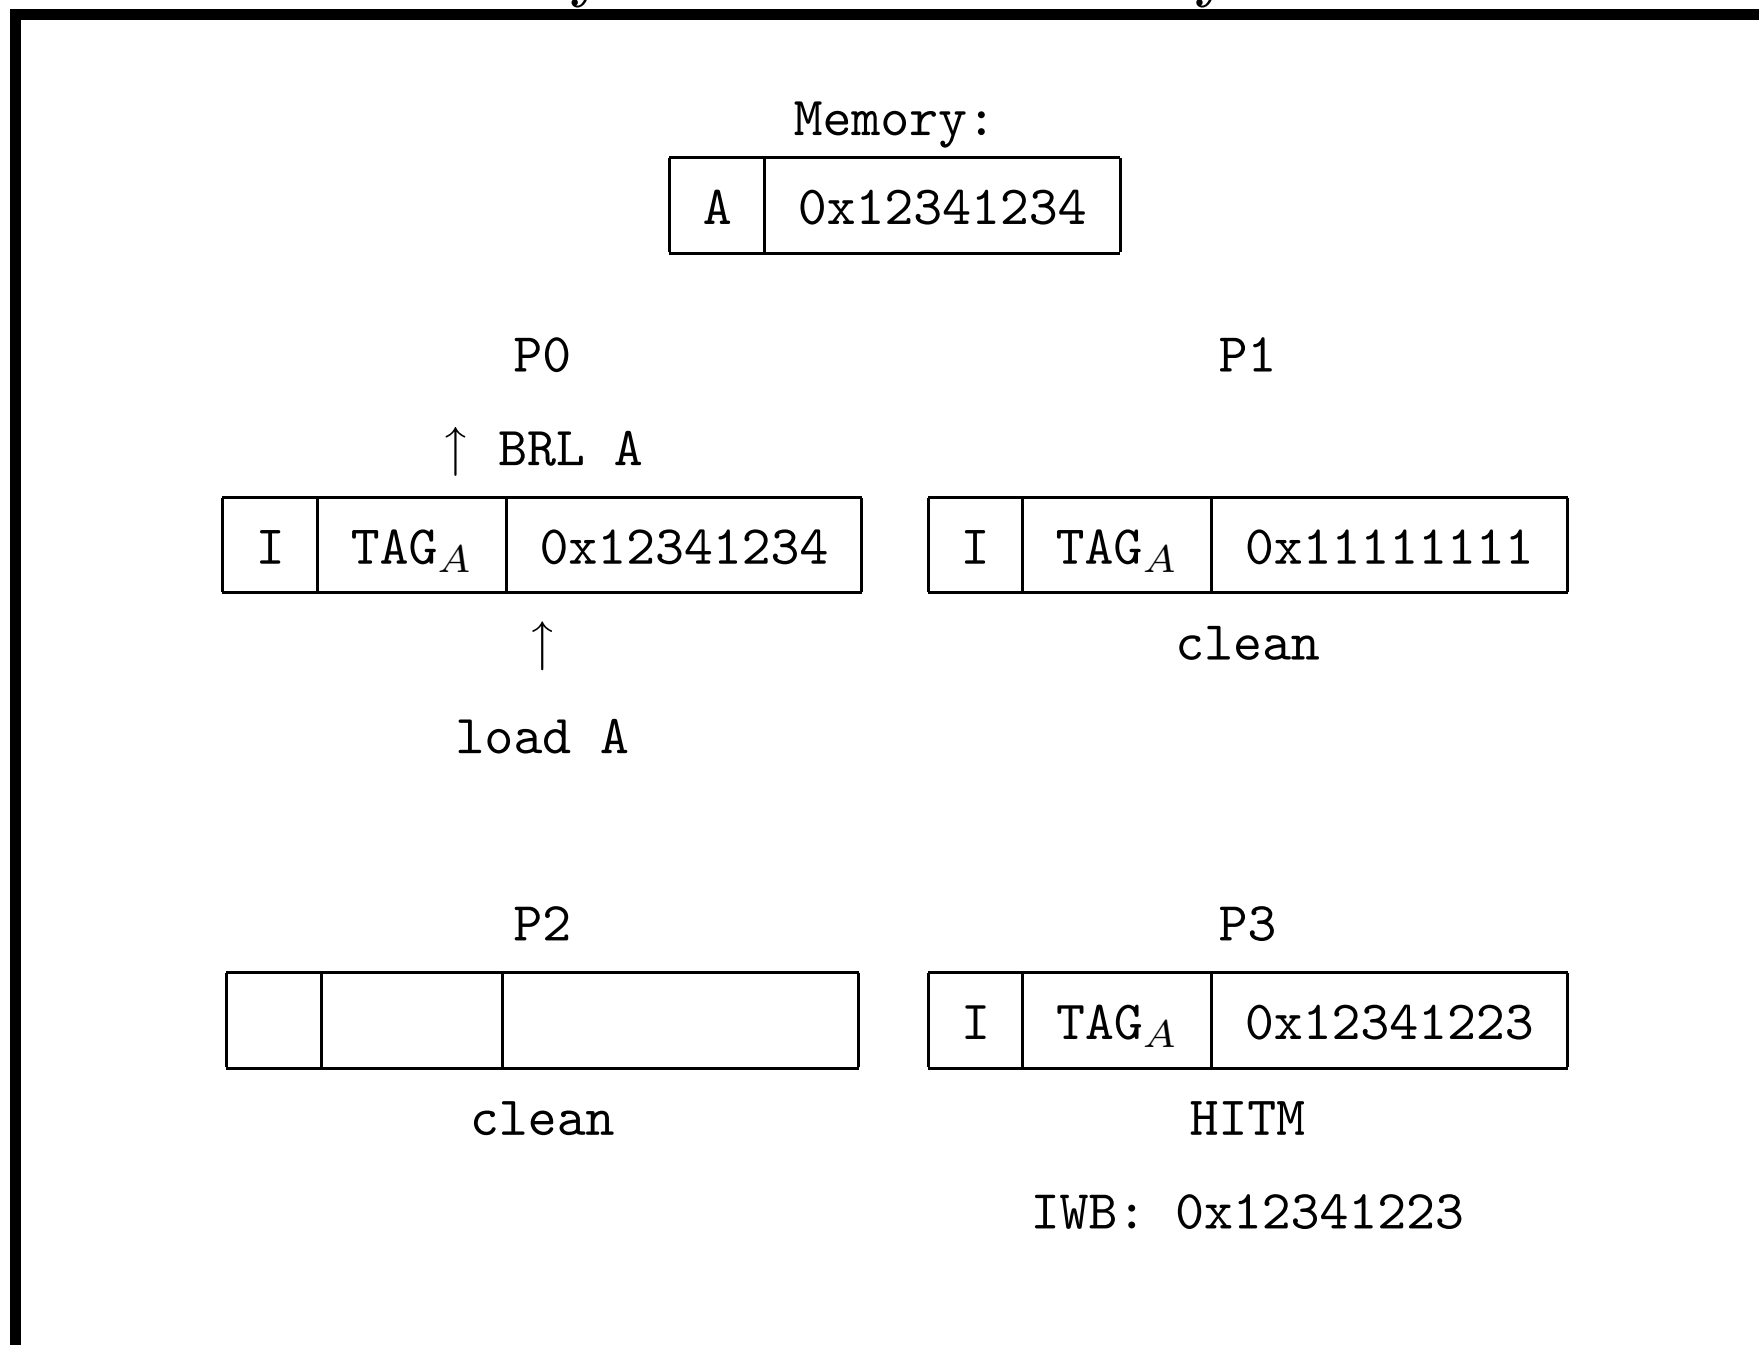 Memory:
A 0x12341234
P0 P1
↑ BRL A
I TAG_A 0x12341234 I TAG_A 0x11111111
↑ clean
load A
P2 P3
I TAG_A 0x12341223
clean HITM
IWB: 0x12341223